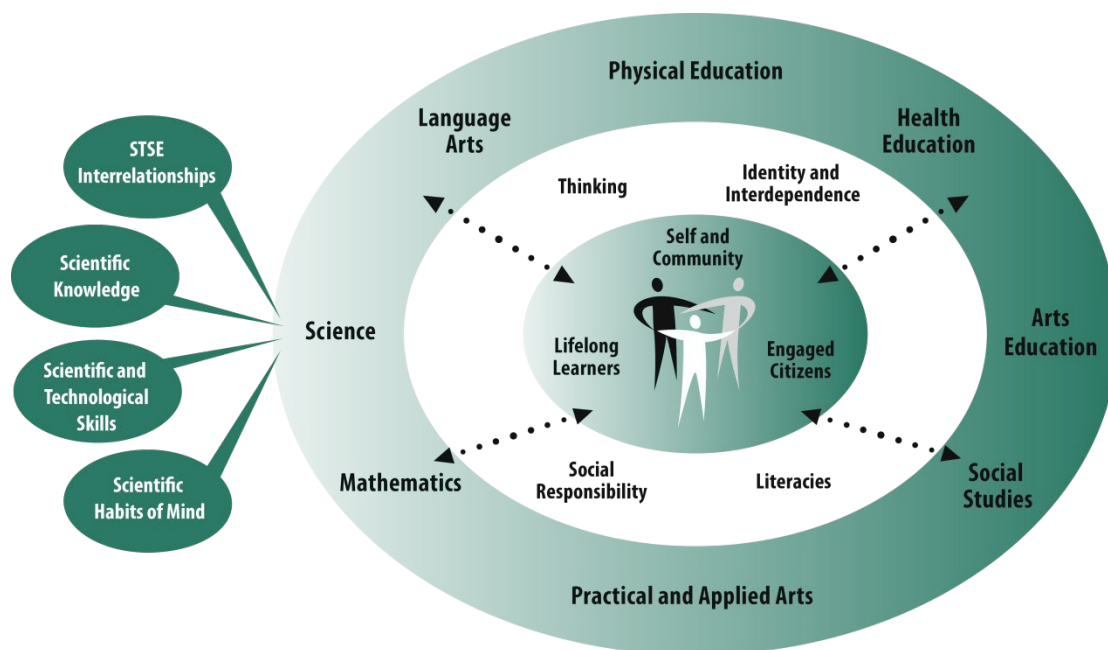 Physical Education
Language
Arts
Health
Education
STSE
Interrelationships
Thinking
Identity and
Interdependence
Self and
Community
Scientific
Knowledge
Science
Lifelong
Learners
Engaged
Citizens
Arts
Education
Scientific and
Technological
Skills
Mathematics
Social
Responsibility
Literacies
Social
Studies
Scientific
Habits of Mind
Practical and Applied Arts